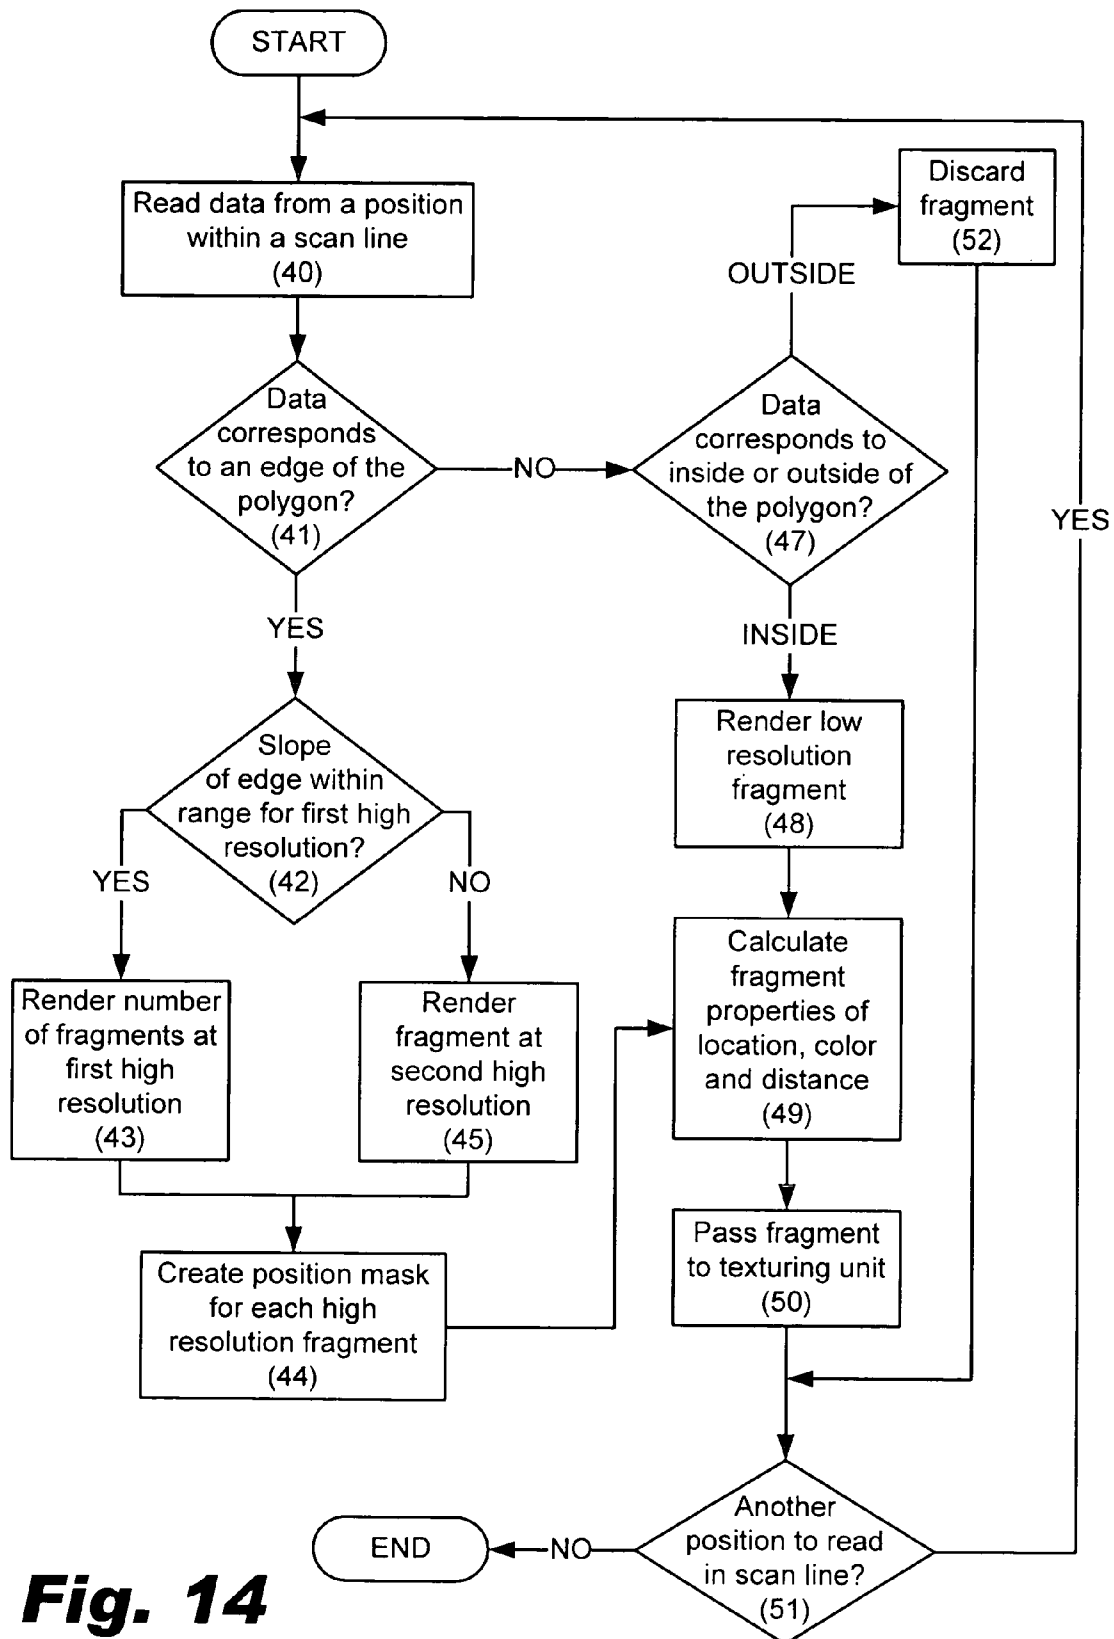 START
Read data from a position
within a scan line
(40)
Discard
fragment
(52)
OUTSIDE
Data
corresponds
to an edge of the
polygon?
(41)
NO
Data
corresponds to
inside or outside of
the polygon?
(47)
YES
YES
INSIDE
Slope
of edge within
range for first high
resolution?
(42)
YES
NO
Render low
resolution
fragment
(48)
Render number
of fragments at
first high
resolution
(43)
Render
fragment at
second high
resolution
(45)
Calculate
fragment
properties of
location, color
and distance
(49)
Create position mask
for each high
resolution fragment
(44)
Pass fragment
to texturing unit
(50)
Another
position to read
in scan line?
(51)
NO
END
Fig. 14